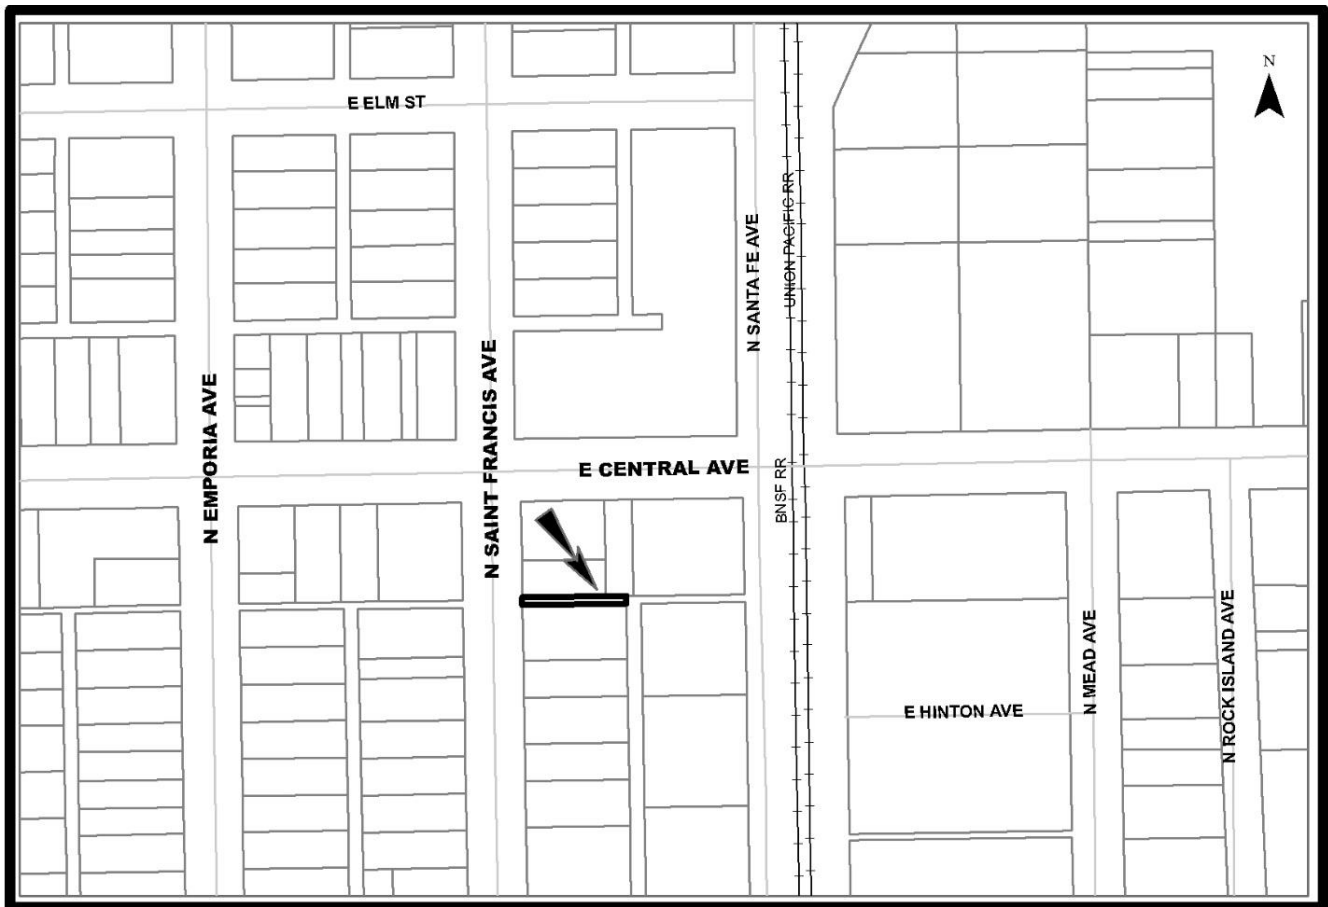 N
E ELM ST
UNION PACIFIC RR
N SANTA FE AVE
N SAINT FRANCIS AVE
N EMPORIA AVE
E CENTRAL AVE
BNSF RR
N MEAD AVE
N ROCK ISLAND AVE
E HINTON AVE